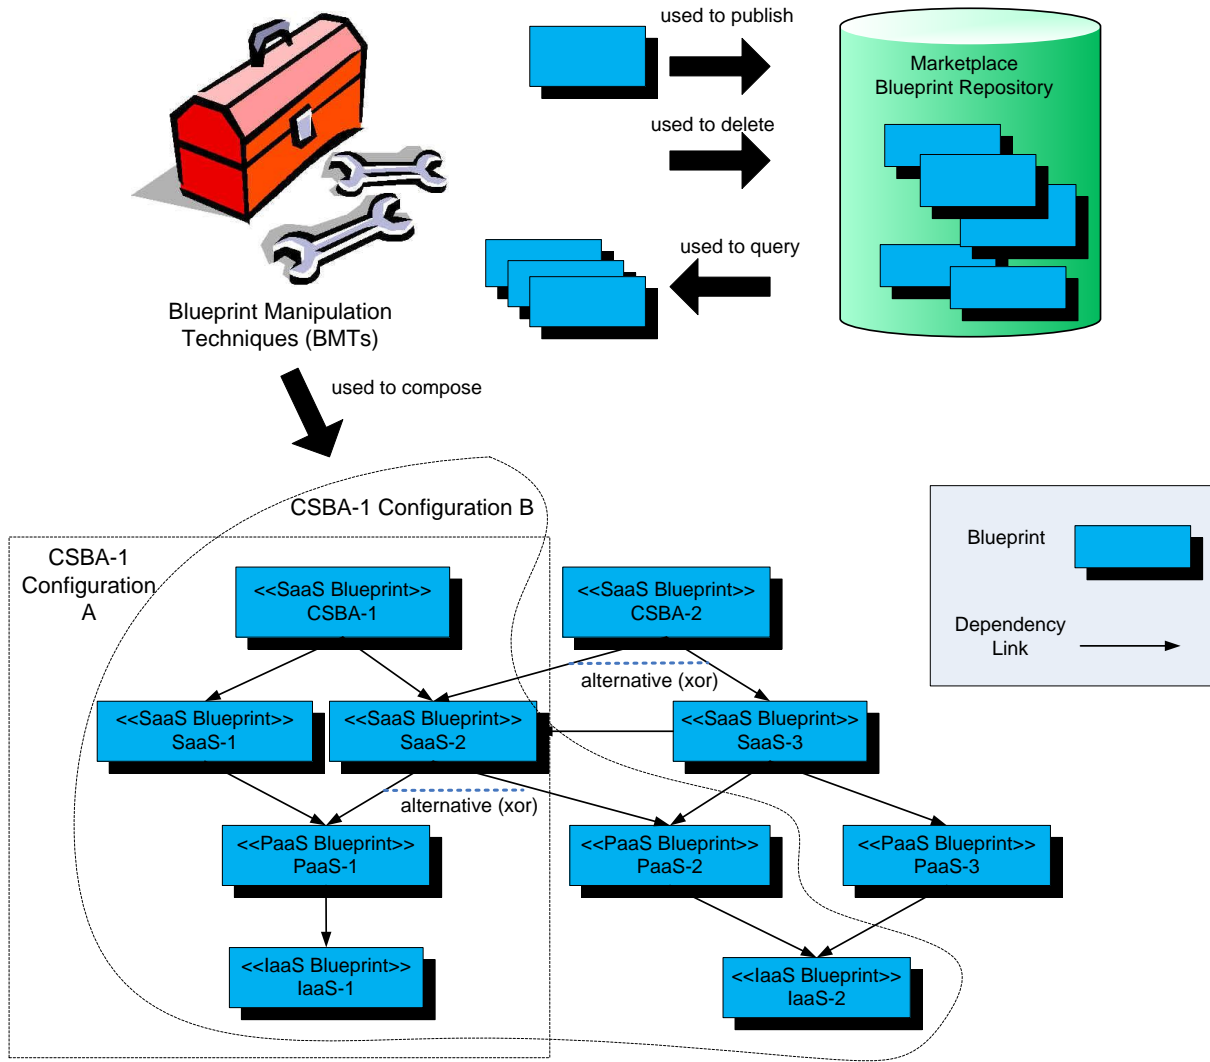 used to publish
Marketplace
Blueprint Repository
used to delete
used to query
Blueprint Manipulation
Techniques (BMTs)
used to compose
CSBA-1 Configuration B
CSBA-1
Configuration
A
Blueprint
Dependency
Link
<<SaaS Blueprint>>
CSBA-1
<<SaaS Blueprint>>
CSBA-2
alternative (xor)
<<SaaS Blueprint>>
SaaS-1
<<SaaS Blueprint>>
SaaS-2
<<SaaS Blueprint>>
SaaS-3
alternative (xor)
<<PaaS Blueprint>>
PaaS-1
<<PaaS Blueprint>>
PaaS-2
<<PaaS Blueprint>>
PaaS-3
<<IaaS Blueprint>>
IaaS-1
<<IaaS Blueprint>>
IaaS-2